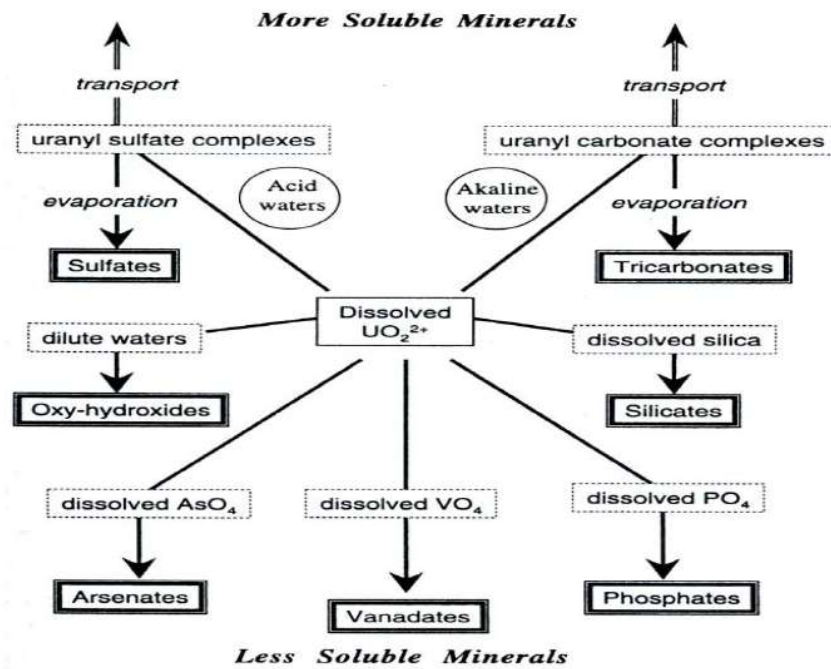 More Soluble Minerals
transport
transport
uranyl sulfate complexes
uranyl carbonate complexes
Acid
waters
Akaline
waters
evaporation
evaporation
Sulfates
Tricarbonates
Dissolved
UO₂²⁺
dilute waters
dissolved silica
Oxy-hydroxides
Silicates
dissolved AsO₄
dissolved VO₄
dissolved PO₄
Arsenates
Vanadates
Phosphates
Less Soluble Minerals